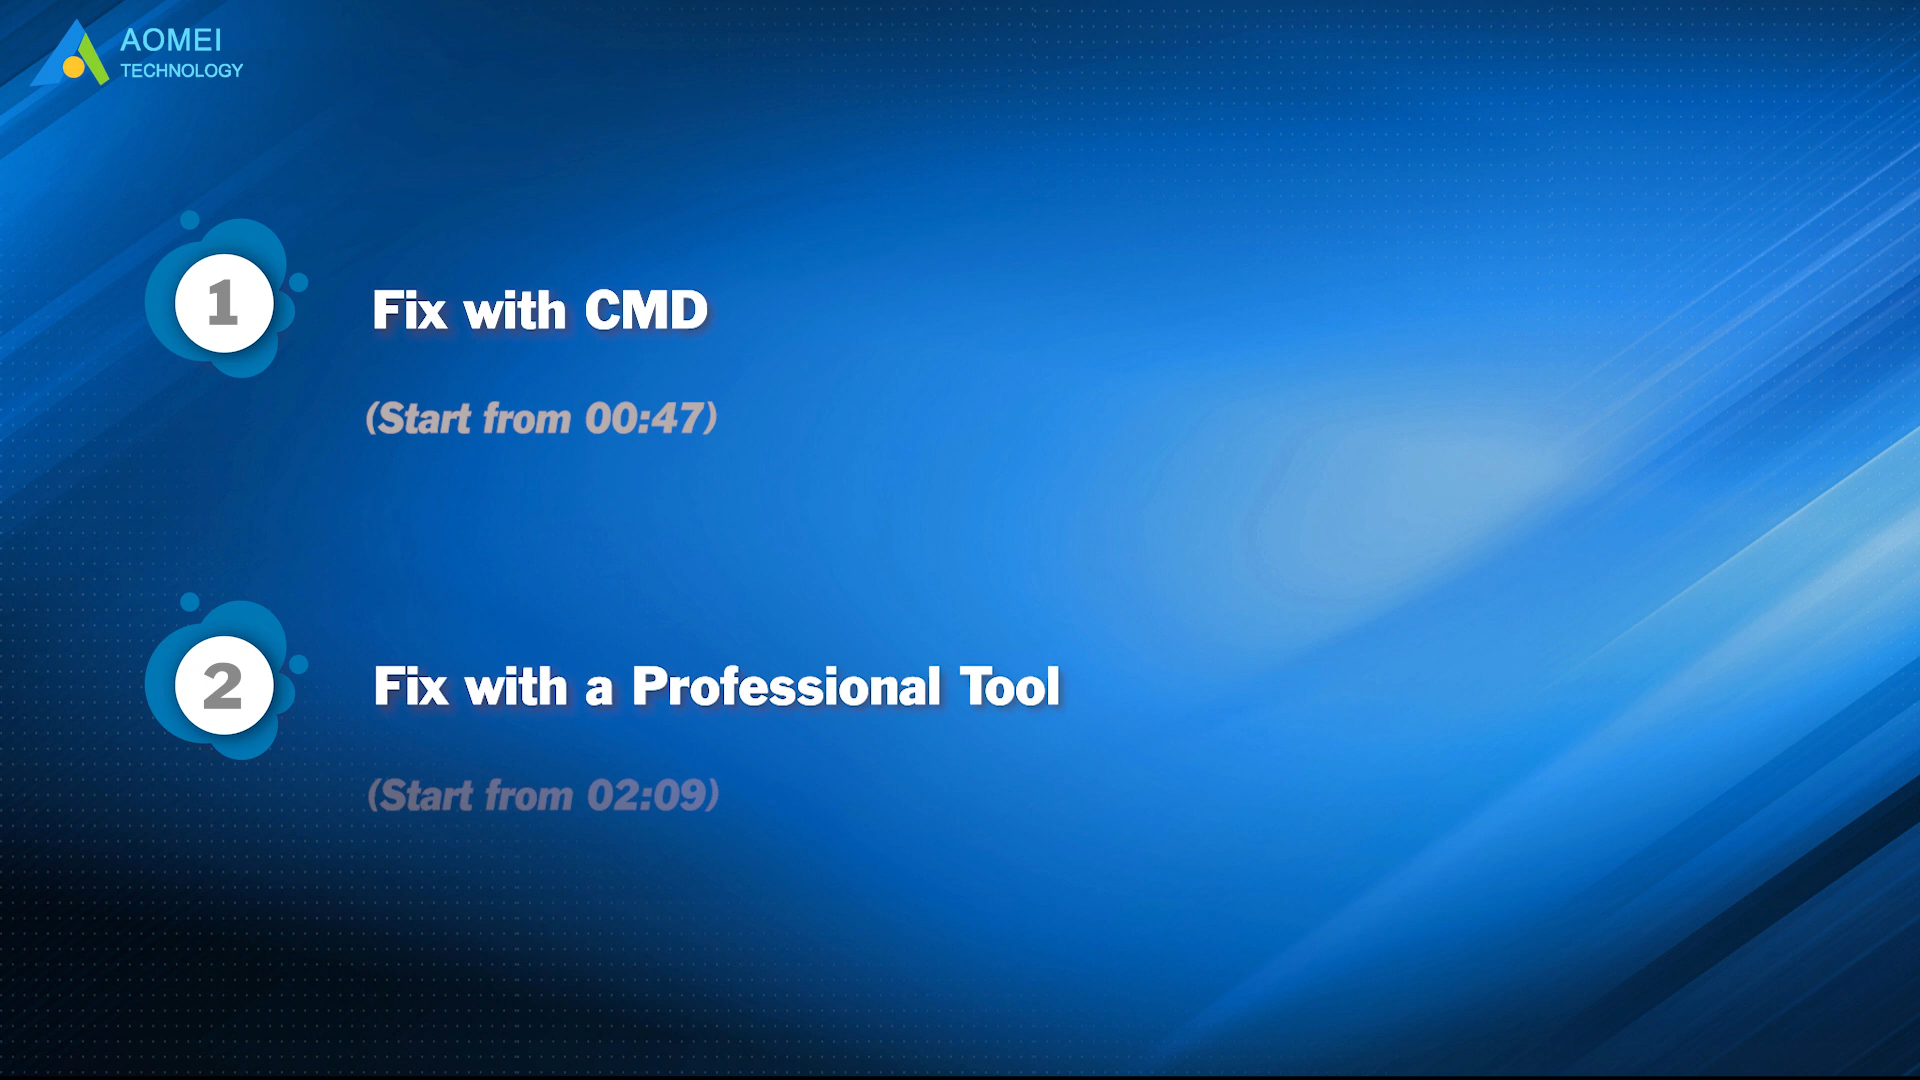 AOMEI
TECHNOLOGY
1
Fix with CMD
(Start from 00:47)
2
Fix with a Professional Tool
(Start from 02:09)